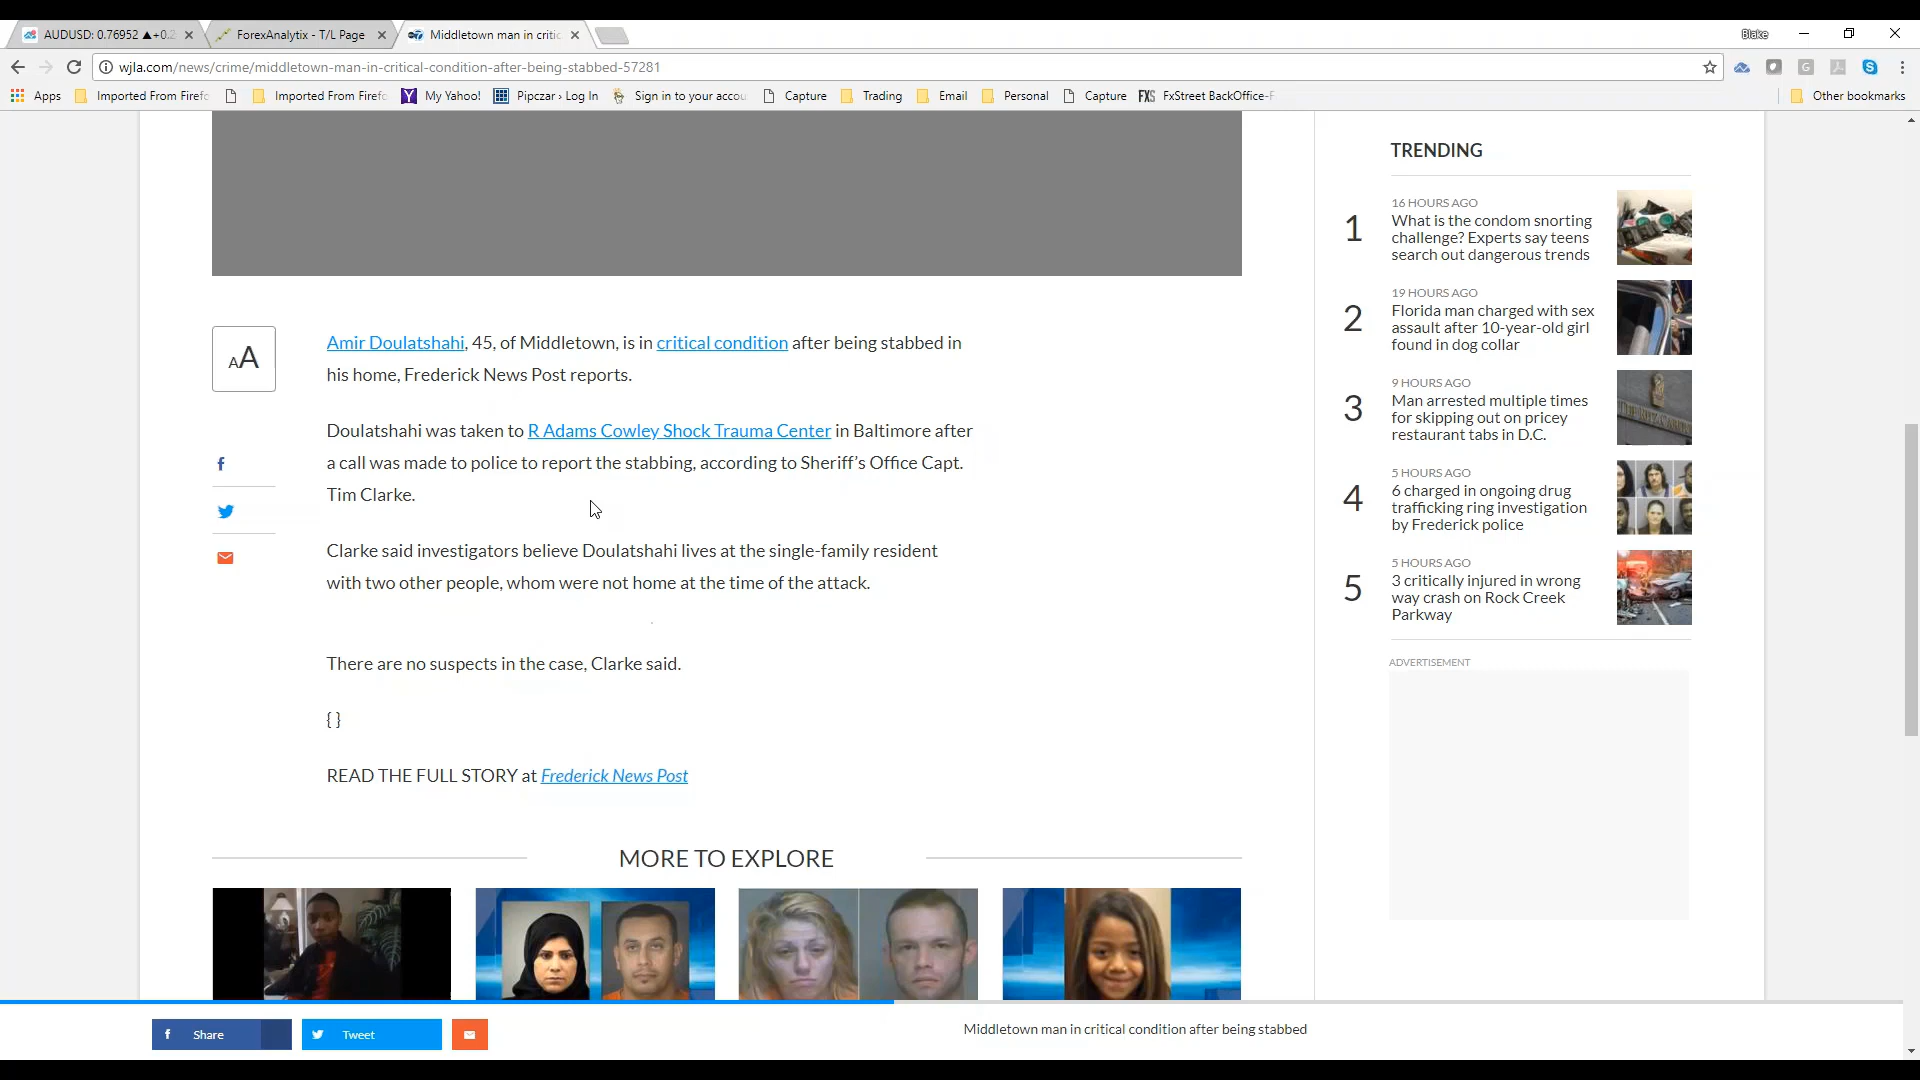 AUDUSD: 0.76952 ▲+0.2
ForexAnalytix - T/L Page
Middletown man in critic
Blake
wjla.com/news/crime/middletown-man-in-critical-condition-after-being-stabbed-57281
Apps
Imported From Firefo
Imported From Firefo
My Yahoo!
Pipczar › Log In
Sign in to your accou
Capture
Trading
Email
Personal
Capture
FXS FxStreet BackOffice-F
Other bookmarks
AA
Amir Doulatshahi, 45, of Middletown, is in critical condition after being stabbed in
his home, Frederick News Post reports.
Doulatshahi was taken to R Adams Cowley Shock Trauma Center in Baltimore after
a call was made to police to report the stabbing, according to Sheriff’s Office Capt.
Tim Clarke.
Clarke said investigators believe Doulatshahi lives at the single-family resident
with two other people, whom were not home at the time of the attack.
There are no suspects in the case, Clarke said.
{ }
READ THE FULL STORY at Frederick News Post
MORE TO EXPLORE
TRENDING
1
16 HOURS AGO
What is the condom snorting
challenge? Experts say teens
search out dangerous trends
2
19 HOURS AGO
Florida man charged with sex
assault after 10-year-old girl
found in dog collar
3
9 HOURS AGO
Man arrested multiple times
for skipping out on pricey
restaurant tabs in D.C.
4
5 HOURS AGO
6 charged in ongoing drug
trafficking ring investigation
by Frederick police
5
5 HOURS AGO
3 critically injured in wrong
way crash on Rock Creek
Parkway
ADVERTISEMENT
Share
Tweet
Middletown man in critical condition after being stabbed